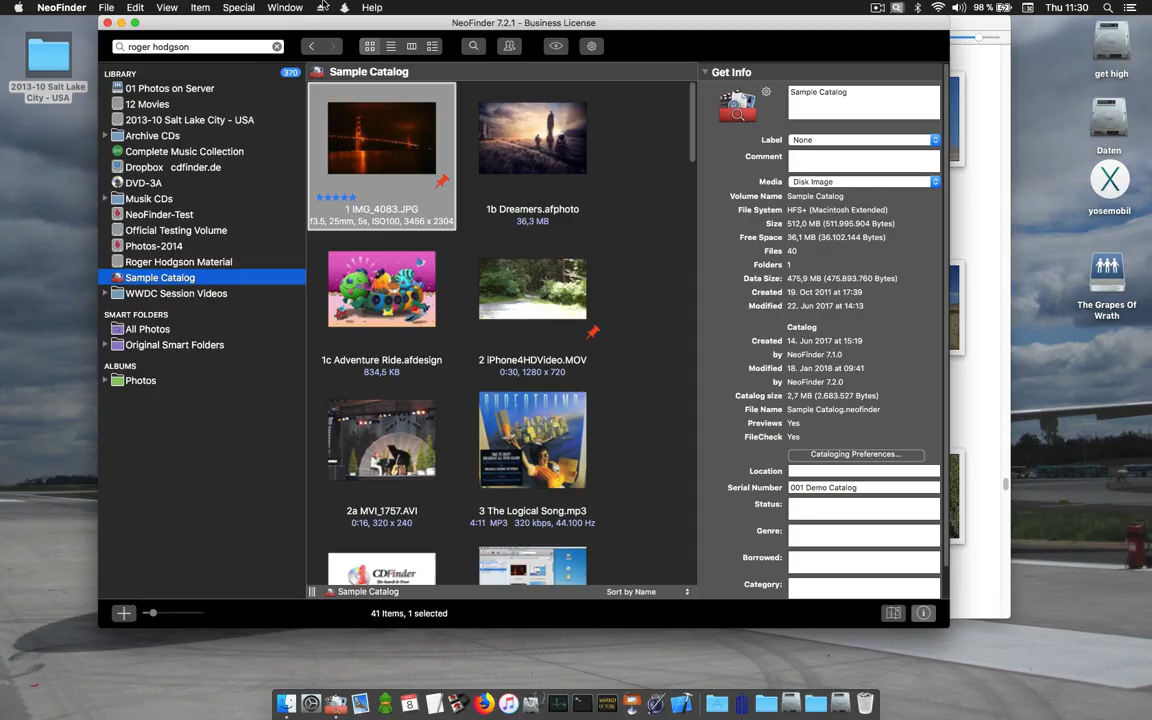 NeoFinder File Edit View Item Special Window Help 98 % Thu 11:30
NeoFinder 7.2.1 - Business License
roger hodgson
LIBRARY 370
01 Photos on Server
12 Movies
2013-10 Salt Lake City - USA
Archive CDs
Complete Music Collection
Dropbox cdfinder.de
DVD-3A
Musik CDs
NeoFinder-Test
Official Testing Volume
Photos-2014
Roger Hodgson Material
Sample Catalog
WWDC Session Videos
SMART FOLDERS
All Photos
Original Smart Folders
ALBUMS
Photos
Sample Catalog
1 IMG_4083.JPG
f3.5, 25mm, 5s, ISO100, 3456 x 2304
1b Dreamers.afphoto
36,3 MB
1c Adventure Ride.afdesign
834,5 KB
2 iPhone4HDVideo.MOV
0:30, 1280 x 720
2a MVI_1757.AVI
0:16, 320 x 240
SUPERTRAMP
3 The Logical Song.mp3
4:11 MP3 320 kbps, 44.100 Hz
CDFinder
Sample Catalog
Sort by Name
41 Items, 1 selected
Get Info
Sample Catalog
Label None
Comment
Media Disk Image
Volume Name Sample Catalog
File System HFS+ (Macintosh Extended)
Size 512,0 MB (511.995.904 Bytes)
Free Space 36,1 MB (36.102.144 Bytes)
Files 40
Folders 1
Data Size: 475,9 MB (475.893.760 Bytes)
Created 19. Oct 2011 at 17:39
Modified 22. Jun 2017 at 14:13
Catalog
Created 14. Jun 2017 at 15:19
by NeoFinder 7.1.0
Modified 18. Jan 2018 at 09:41
by NeoFinder 7.2.0
Catalog size 2,7 MB (2.683.527 Bytes)
File Name Sample Catalog.neofinder
Previews Yes
FileCheck Yes
Cataloging Preferences...
Location
Serial Number 001 Demo Catalog
Status:
Genre:
Borrowed:
Category:
2013-10 Salt Lake
City - USA
get high
Daten
yosemobil
The Grapes Of
Wrath
8